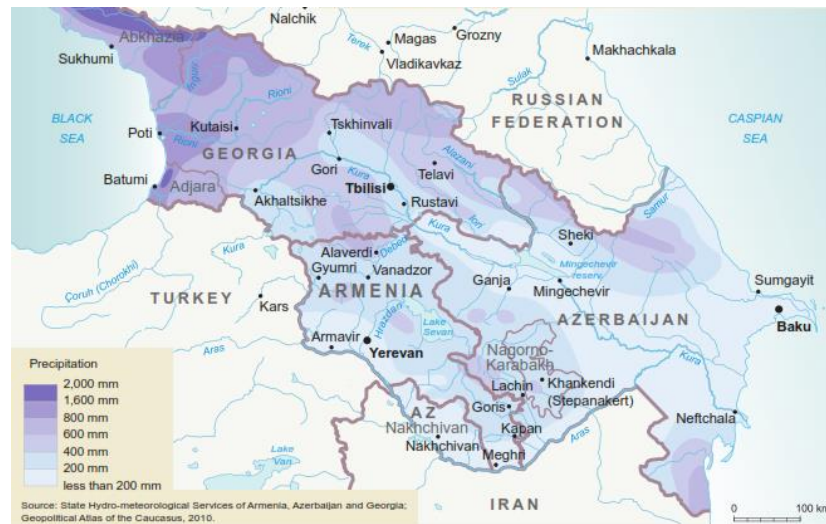 Nalchik
Magas
Grozny
Terek
Vladikavkaz
Makhachkala
Abkhazia
Sukhumi
Inguri
Sulak
RUSSIAN
FEDERATION
BLACK
SEA
CASPIAN
SEA
Rioni
Poti
Kutaisi
Rioni
Tskhinvali
GEORGIA
Alazani
Gori
Telavi
Batumi
Adjara
Kura
Tbilisi
Akhaltsikhe
Rustavi
Iori
Samur
Kura
Kura
Sheki
Debed
Alaverdi
Mingechevir
reserv.
Gyumri
Vanadzor
Çoruh (Chorokhi)
TURKEY
Kars
ARMENIA
Ganja
Mingechevir
Sumgayit
Hrazdan
Lake
Sevan
AZERBAIJAN
Baku
Armavir
Yerevan
Aras
Nagorno-
Karabakh
Kura
Lachin
Khankendi
(Stepanakert)
AZ
Goris
Nakhchivan
Kapan
Aras
Neftchala
Nakhchivan
Meghri
Lake
Van
IRAN
Precipitation
2,000 mm
1,600 mm
800 mm
600 mm
400 mm
200 mm
less than 200 mm
Source: State Hydro-meteorological Services of Armenia, Azerbaijan and Georgia;
Geopolitical Atlas of the Caucasus, 2010.
0 100 km